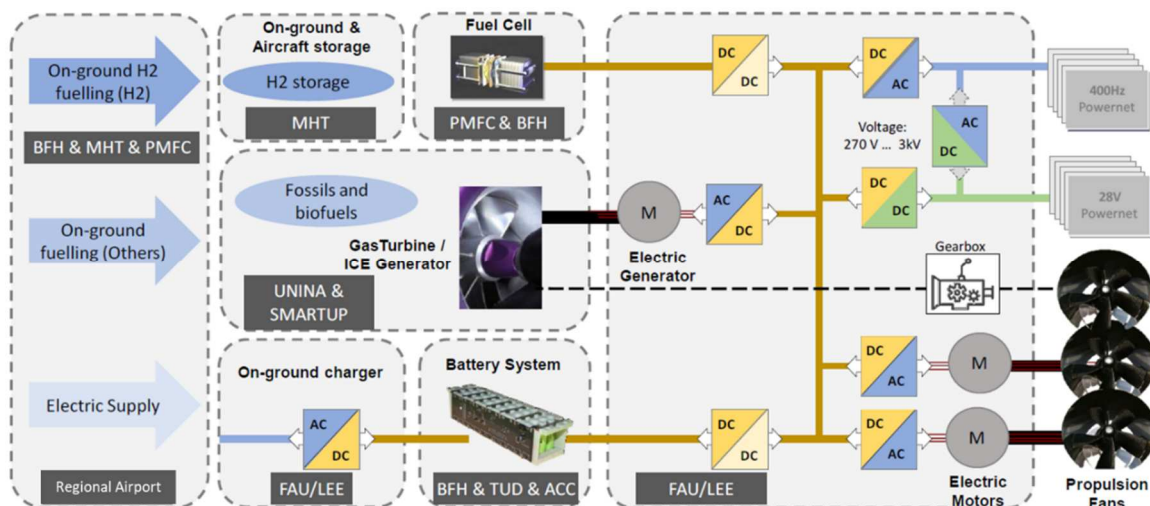 On-ground H2
fuelling (H2)
BFH & MHT & PMFC
On-ground
fuelling (Others)
Electric Supply
Regional Airport
On-ground &
Aircraft storage
H2 storage
MHT
Fuel Cell
PMFC & BFH
Fossils and
biofuels
GasTurbine /
ICE Generator
UNINA &
SMARTUP
On-ground charger
AC
DC
FAU/LEE
Battery System
BFH & TUD & ACC
M
Electric
Generator
AC
DC
DC
DC
DC
AC
Voltage:
270 V ... 3kV
AC
DC
DC
DC
Gearbox
DC
AC
M
DC
DC
DC
AC
M
FAU/LEE
Electric
Motors
400Hz
Powernet
28V
Powernet
Propulsion
Fans